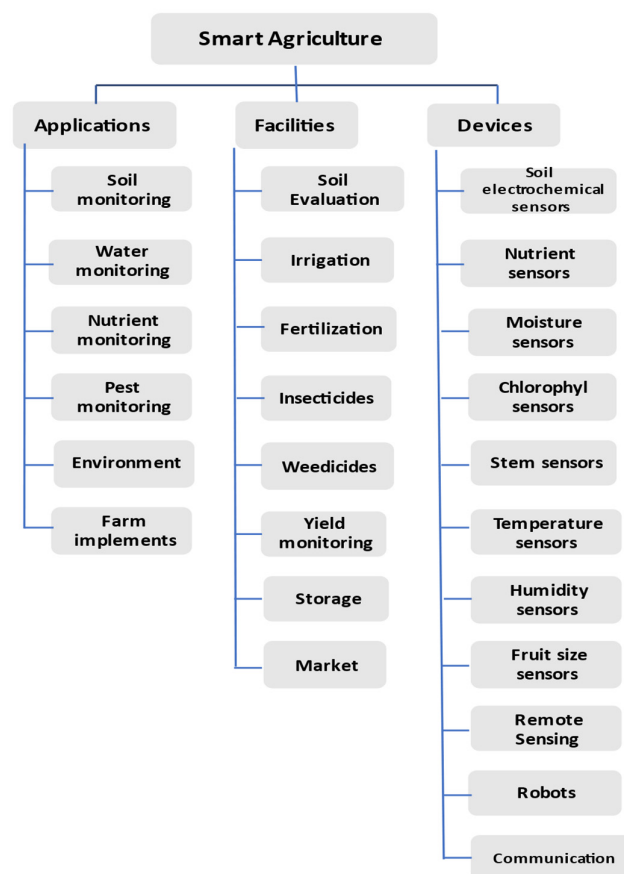 Smart Agriculture
Applications
Soil
monitoring
Water
monitoring
Nutrient
monitoring
Pest
monitoring
Environment
Farm
implements
Facilities
Soil
Evaluation
Irrigation
Fertilization
Insecticides
Weedicides
Yield
monitoring
Storage
Market
Devices
Soil
electrochemical
sensors
Nutrient
sensors
Moisture
sensors
Chlorophyl
sensors
Stem sensors
Temperature
sensors
Humidity
sensors
Fruit size
sensors
Remote
Sensing
Robots
Communication